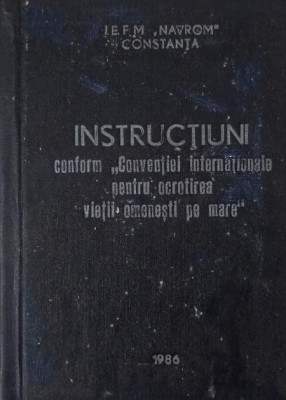 I.E.F.M „NAVROM"
CONSTANȚA
INSTRUCȚIUNI
conform „Convenției internaționale
pentru ocrotirea
vieții omenești pe mare"
1986